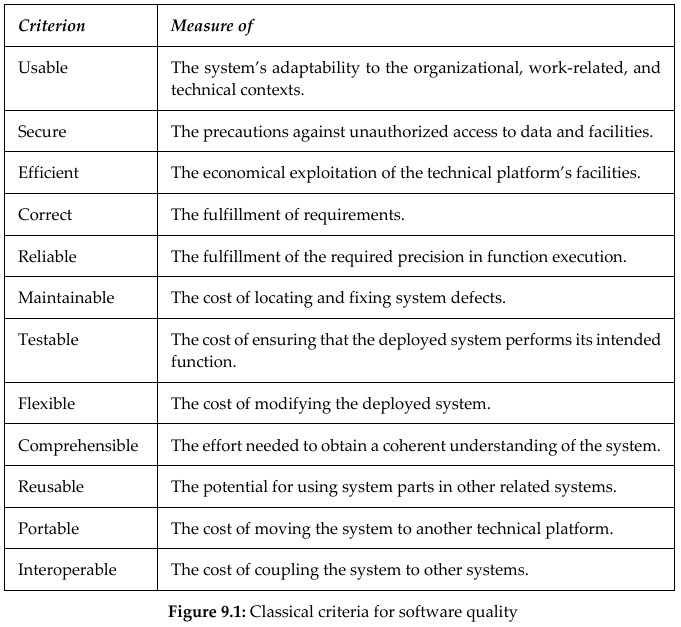 Criterion Measure of
Usable The system's adaptability to the organizational, work-related, and
technical contexts.
Secure The precautions against unauthorized access to data and facilities.
Efficient The economical exploitation of the technical platform's facilities.
Correct The fulfillment of requirements.
Reliable The fulfillment of the required precision in function execution.
Maintainable The cost of locating and fixing system defects.
Testable The cost of ensuring that the deployed system performs its intended
function.
Flexible The cost of modifying the deployed system.
Comprehensible The effort needed to obtain a coherent understanding of the system.
Reusable The potential for using system parts in other related systems.
Portable The cost of moving the system to another technical platform.
Interoperable The cost of coupling the system to other systems.
Figure 9.1: Classical criteria for software quality